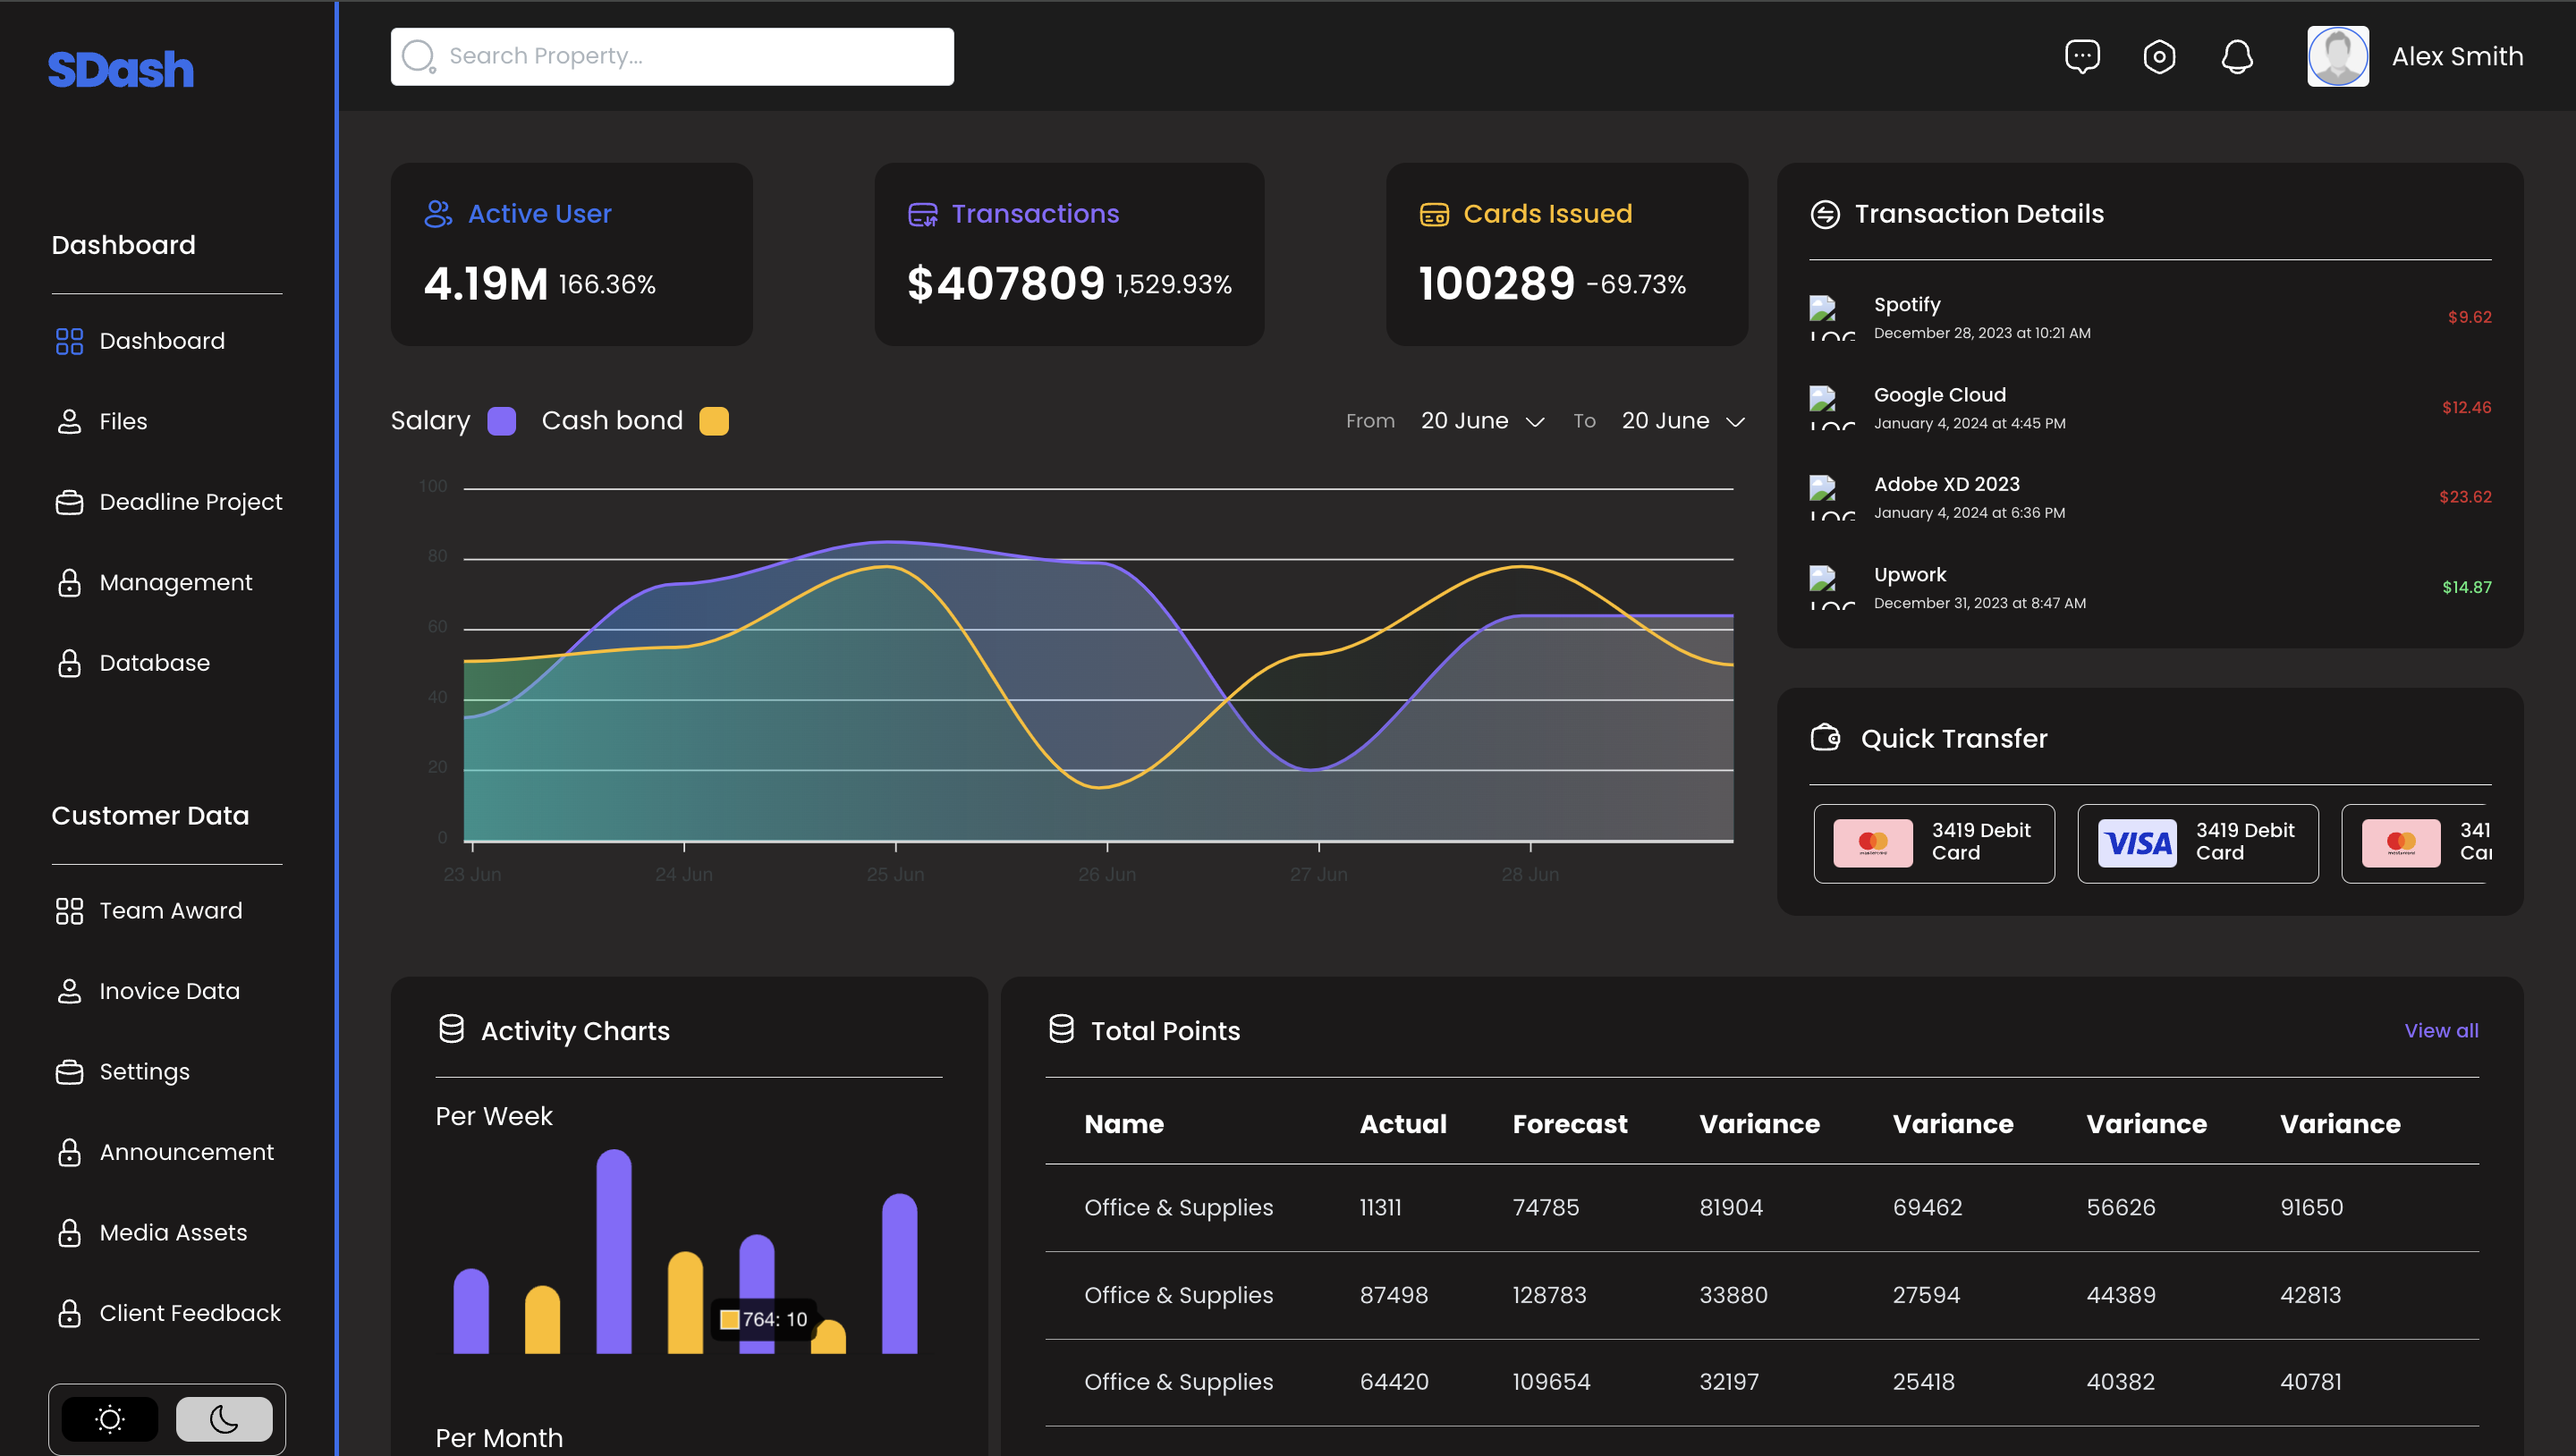 SDash
Search Property...
Alex Smith
Dashboard
Dashboard
Files
Deadline Project
Management
Database
Customer Data
Team Award
Inovice Data
Settings
Announcement
Media Assets
Client Feedback
Active User
4.19M 166.36%
Transactions
$407809 1,529.93%
Cards Issued
100289 -69.73%
Salary Cash bond
From 20 June To 20 June
100
80
60
40
20
0
23 Jun 24 Jun 25 Jun 26 Jun 27 Jun 28 Jun
Transaction Details
Spotify
December 28, 2023 at 10:21 AM
$9.62
Google Cloud
January 4, 2024 at 4:45 PM
$12.46
Adobe XD 2023
January 4, 2024 at 6:36 PM
$23.62
Upwork
December 31, 2023 at 8:47 AM
$14.87
Quick Transfer
3419 Debit
Card
VISA
3419 Debit
Card
341
Activity Charts
Per Week
764: 10
Per Month
Total Points
View all
Name Actual Forecast Variance Variance Variance Variance
Office & Supplies 11311 74785 81904 69462 56626 91650
Office & Supplies 87498 128783 33880 27594 44389 42813
Office & Supplies 64420 109654 32197 25418 40382 40781